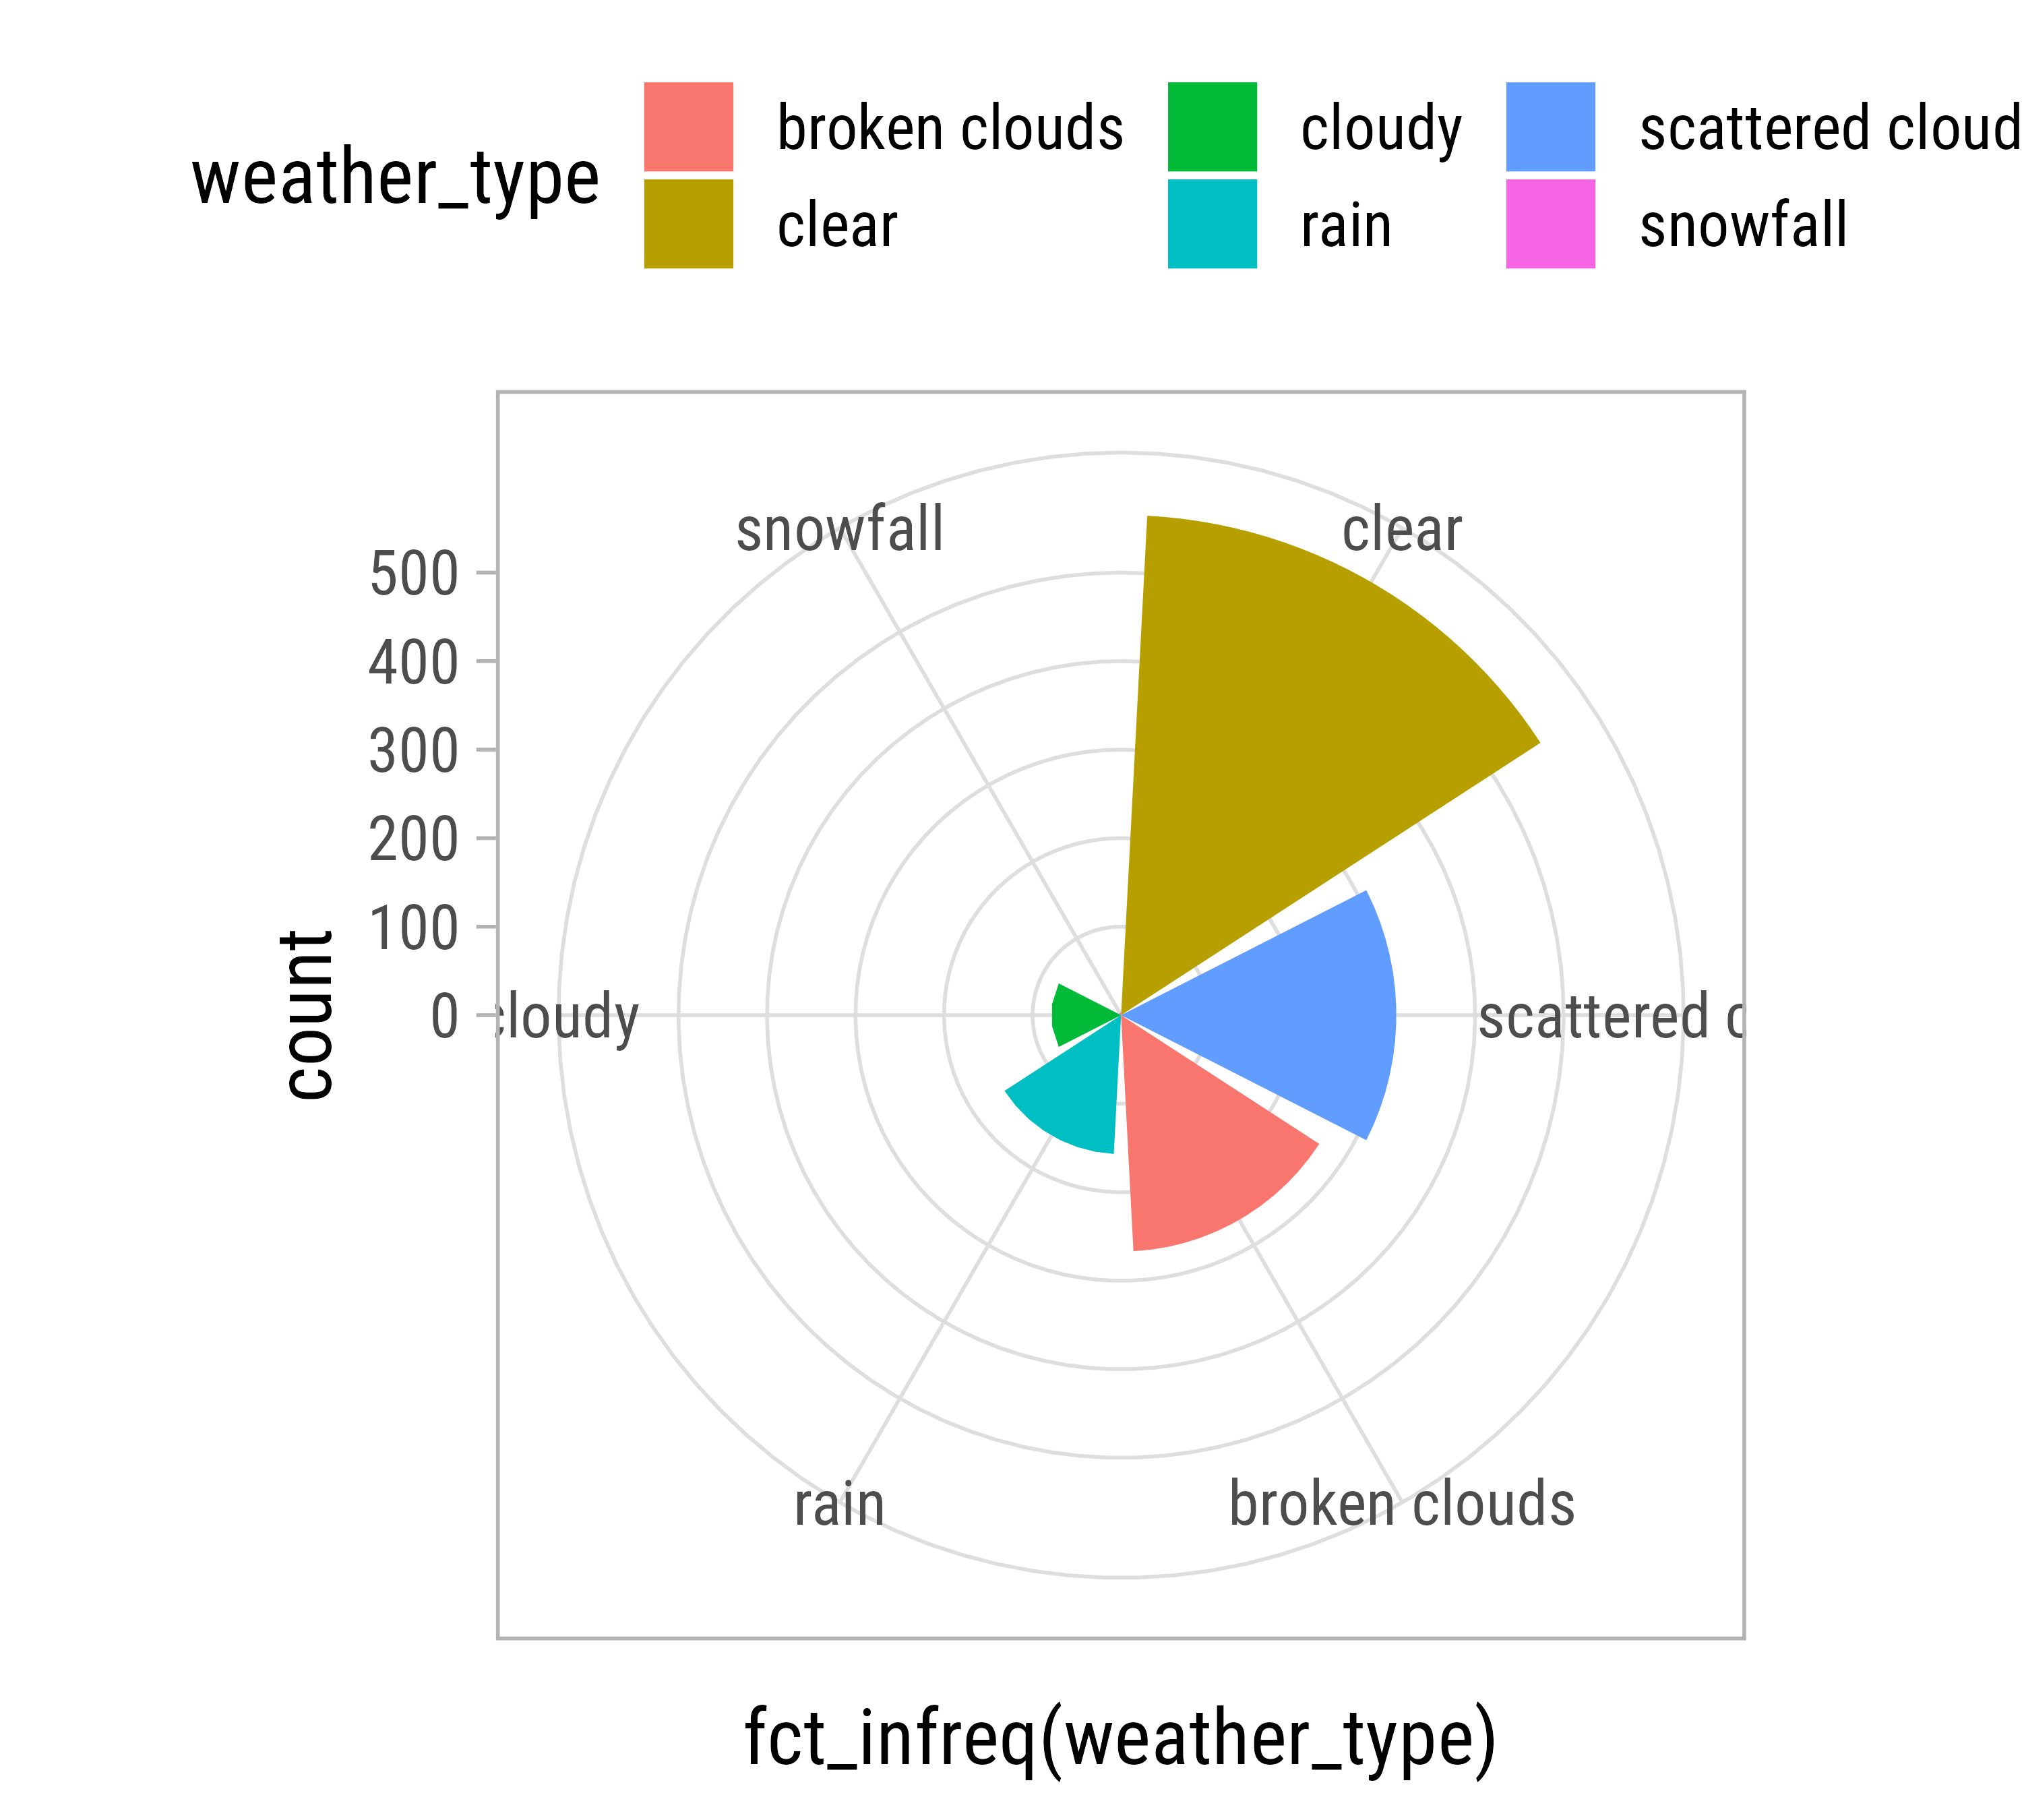 weather_type
broken clouds cloudy scattered cloud
clear rain snowfall
snowfall clear
500
400
300
200
100
0
cloudy scattered c
rain broken clouds
count
fct_infreq(weather_type)